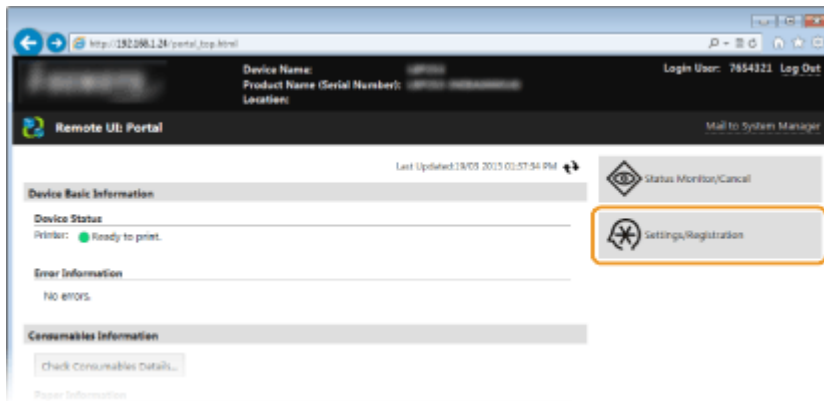 http://192.168.1.24/portal_top.html
Device Name:
Product Name (Serial Number):
Location:
Login User: 7654321 Log Out
Remote UI: Portal
Mail to System Manager
Last Updated:19/03 2015 01:57:54 PM
Device Basic Information
Device Status
Printer: Ready to print.
Error Information
No errors.
Consumables Information
Check Consumables Details...
Paper Information
Status Monitor/Cancel
Settings/Registration